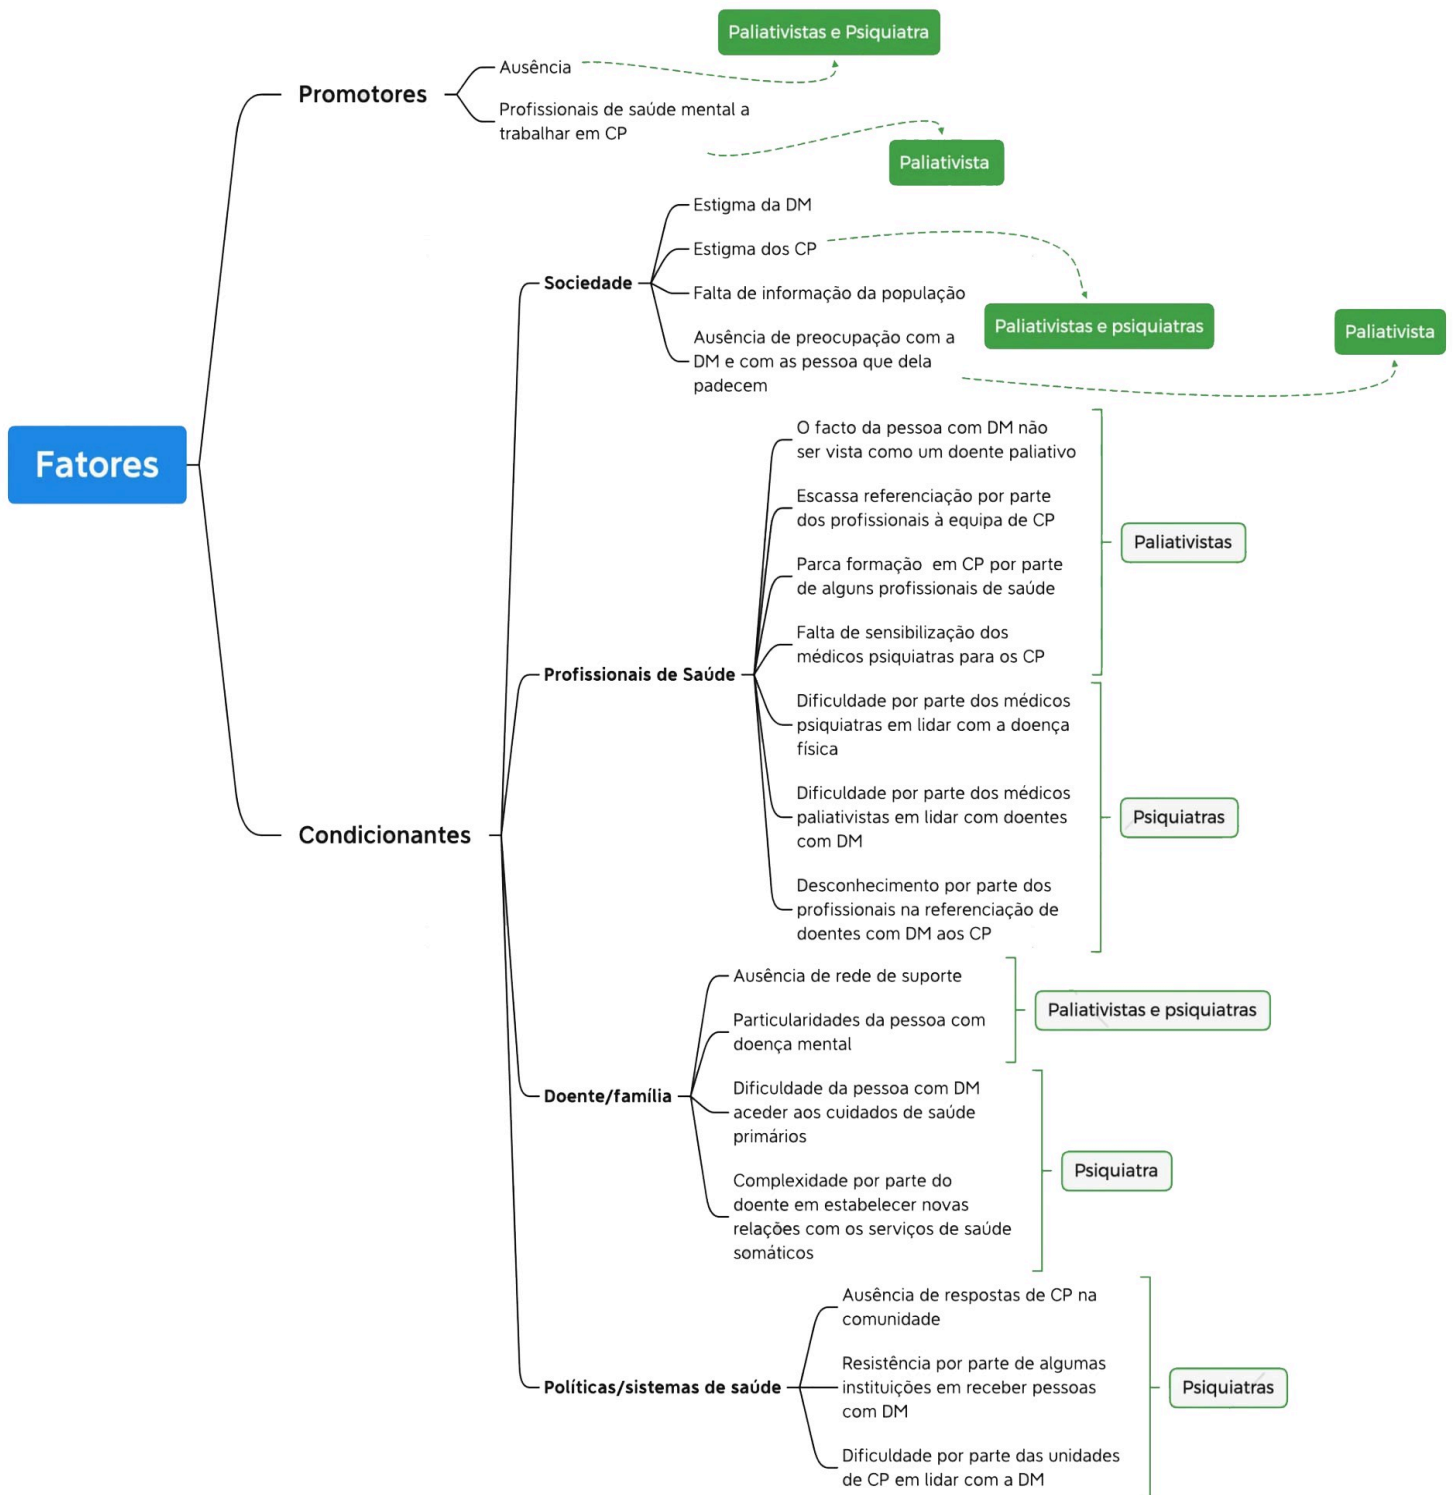 Paliativistas e Psiquiatra
Ausência
Promotores
Profissionais de saúde mental a
trabalhar em CP
Paliativista
Estigma da DM
Estigma dos CP
Sociedade
Falta de informação da população
Paliativistas e psiquiatras
Paliativista
Ausência de preocupação com a
DM e com as pessoa que dela
padecem
Fatores
O facto da pessoa com DM não
ser vista como um doente paliativo
Escassa referenciação por parte
dos profissionais à equipa de CP
Paliativistas
Parca formação em CP por parte
de alguns profissionais de saúde
Falta de sensibilização dos
médicos psiquiatras para os CP
Profissionais de Saúde
Dificuldade por parte dos médicos
psiquiatras em lidar com a doença
física
Dificuldade por parte dos médicos
paliativistas em lidar com doentes
com DM
Psiquiatras
Condicionantes
Desconhecimento por parte dos
profissionais na referenciação de
doentes com DM aos CP
Ausência de rede de suporte
Paliativistas e psiquiatras
Particularidades da pessoa com
doença mental
Doente/família
Dificuldade da pessoa com DM
aceder aos cuidados de saúde
primários
Psiquiatra
Complexidade por parte do
doente em estabelecer novas
relações com os serviços de saúde
somáticos
Ausência de respostas de CP na
comunidade
Políticas/sistemas de saúde
Resistência por parte de algumas
instituições em receber pessoas
com DM
Psiquiatras
Dificuldade por parte das unidades
de CP em lidar com a DM